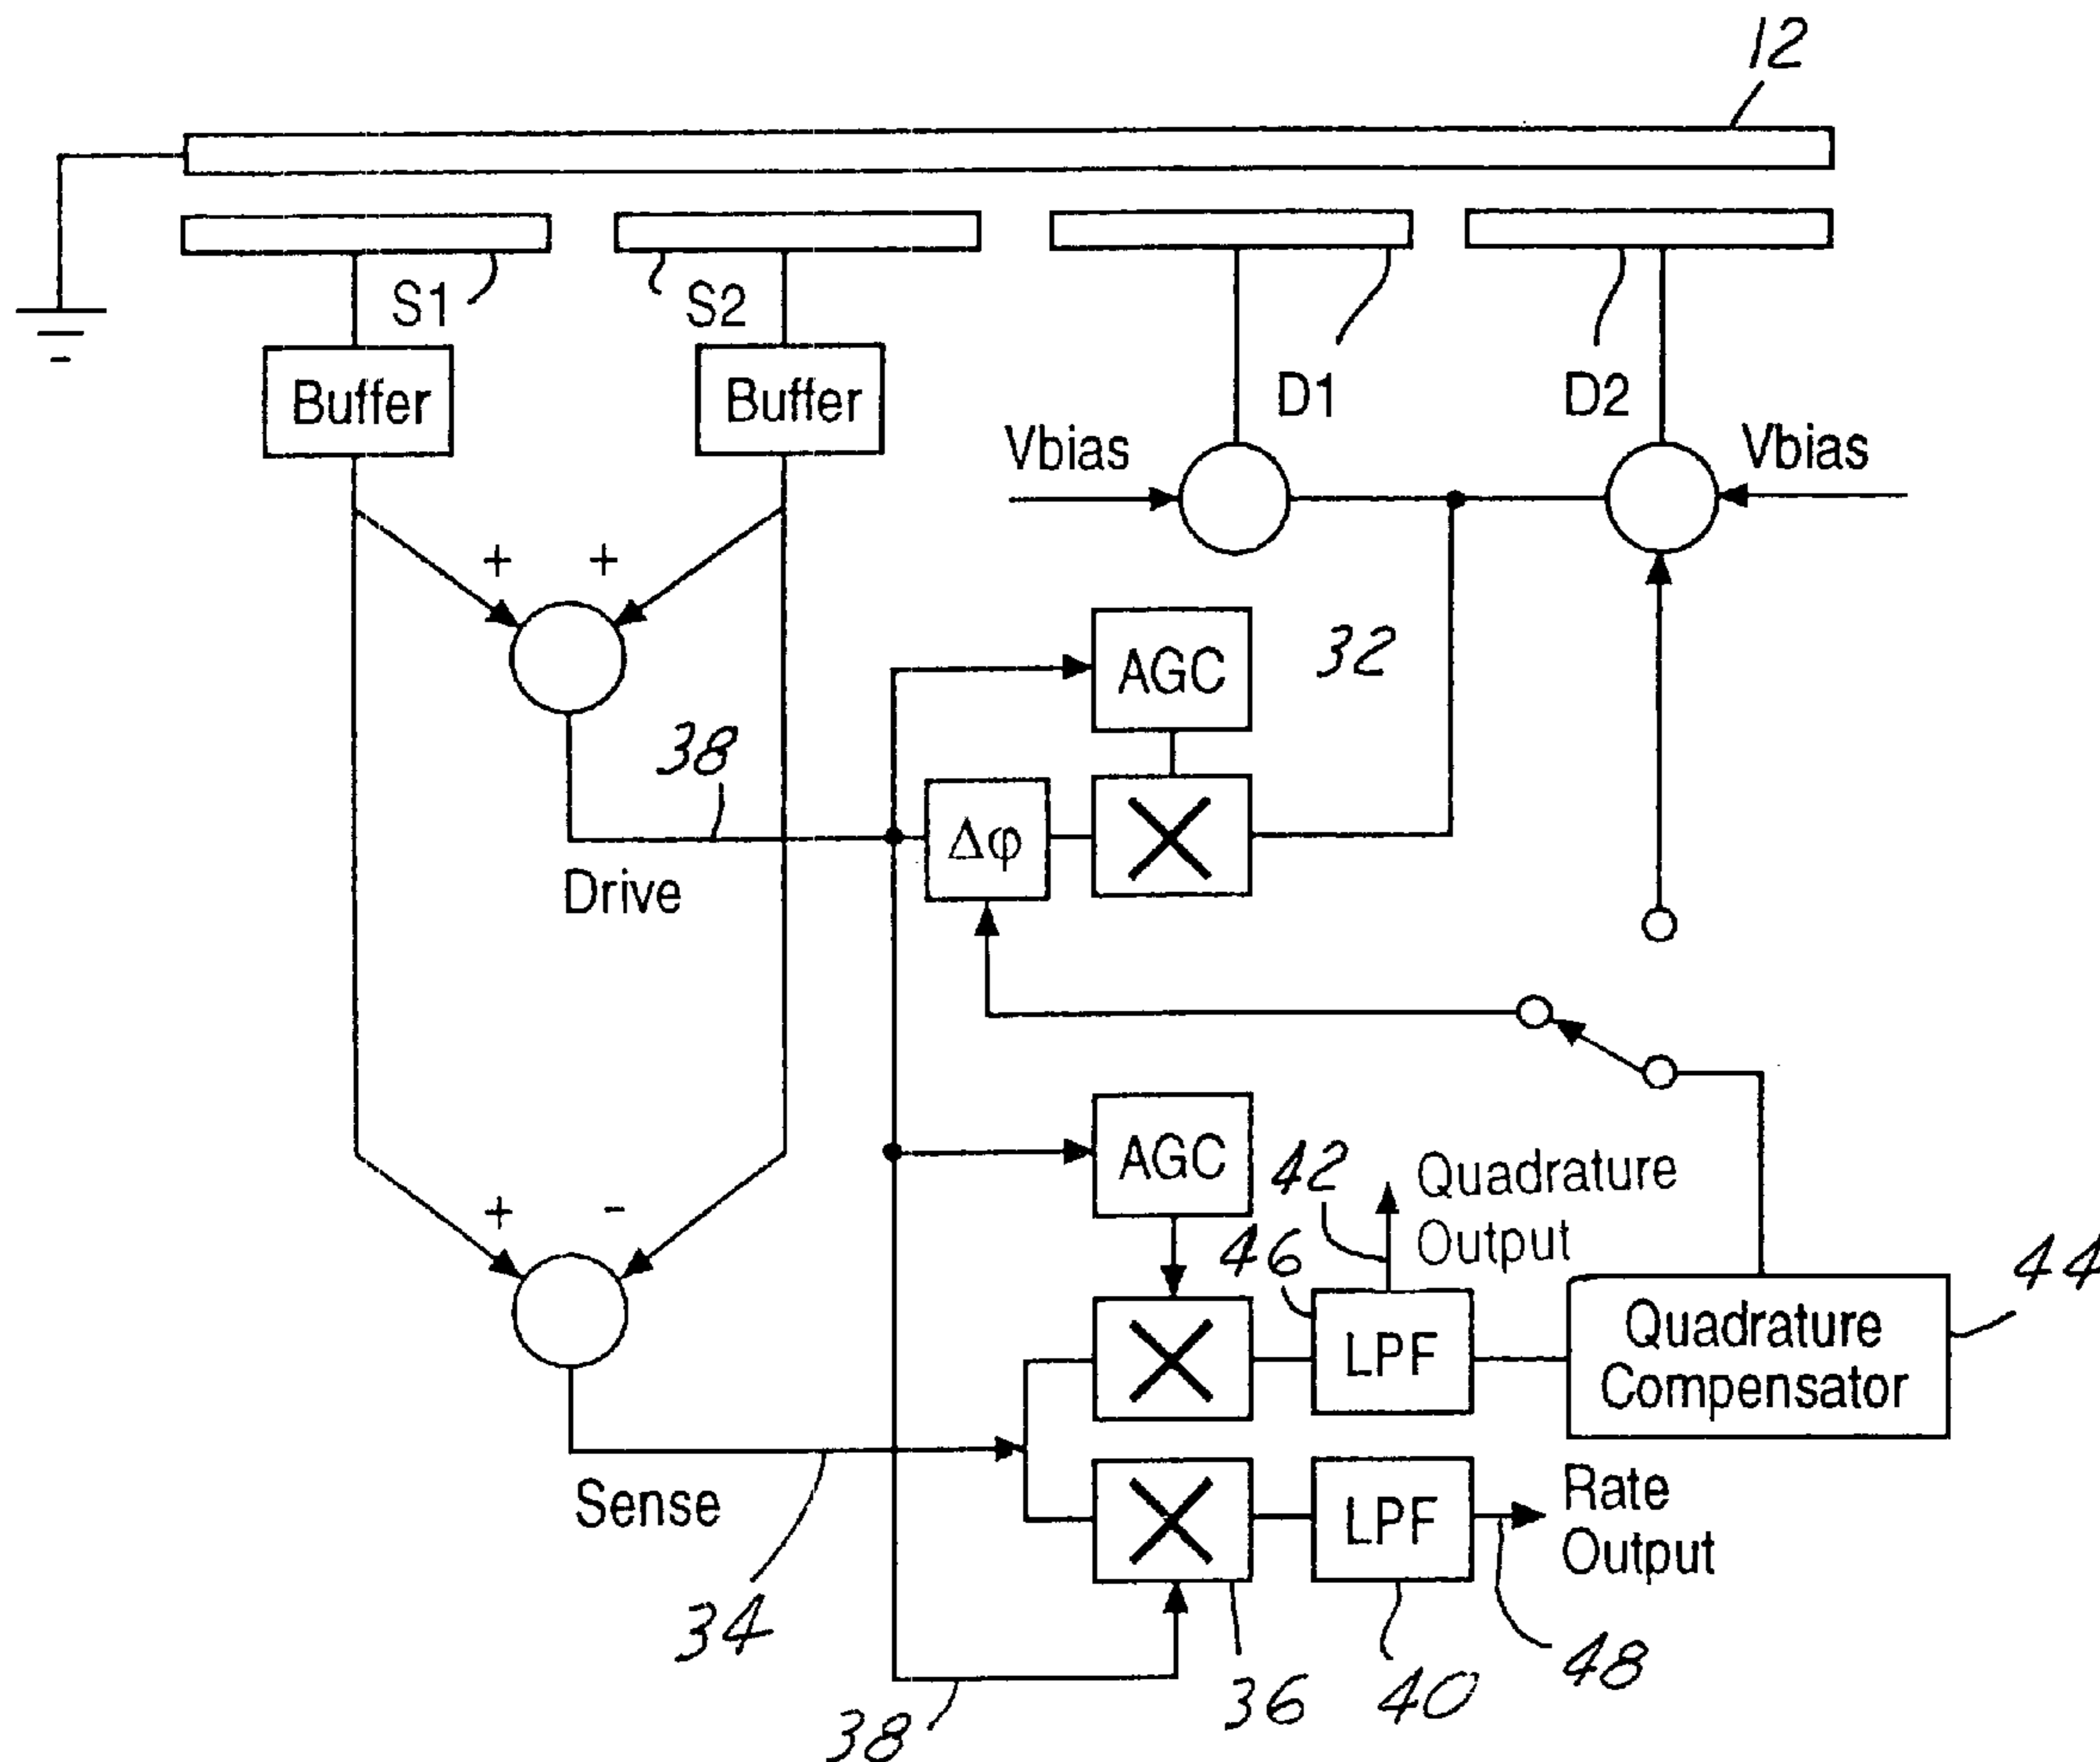 12
S1
S2
D1
D2
Buffer
Buffer
Vbias
Vbias
+ +
AGC
32
38
Δφ
X
Drive
AGC
42
Quadrature
Output
+ -
46
44
X
LPF
Quadrature
Compensator
Sense
X
LPF
Rate
Output
34
36
40
48
38